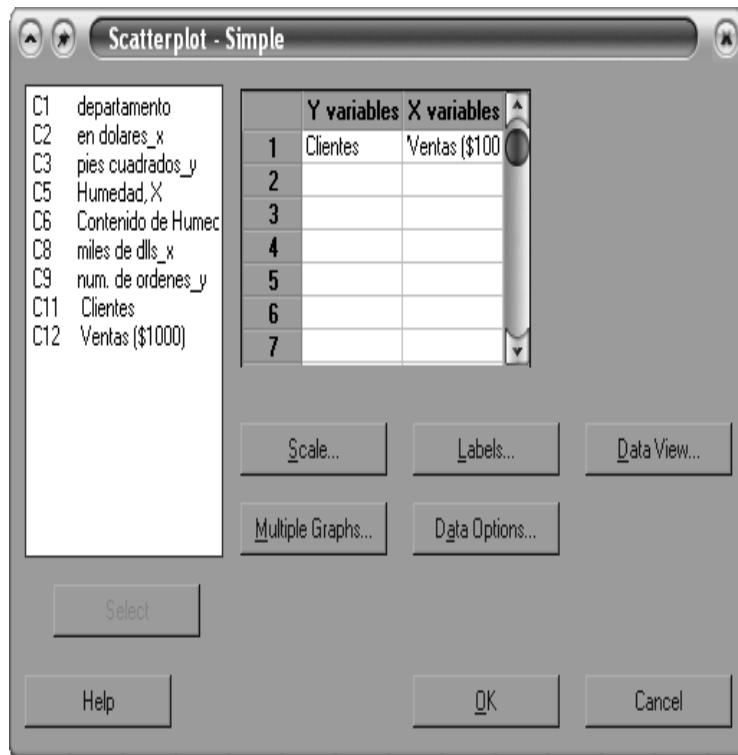 Scatterplot - Simple
C1 departamento
C2 en dolares_x
C3 pies cuadrados_y
C5 Humedad, X
C6 Contenido de Humec
C8 miles de dlls_x
C9 num. de ordenes_y
C11 Clientes
C12 Ventas ($1000)
Y variables X variables
1 Clientes 'Ventas ($100
2
3
4
5
6
7
Scale... Labels... Data View...
Multiple Graphs... Data Options...
Select
Help OK Cancel